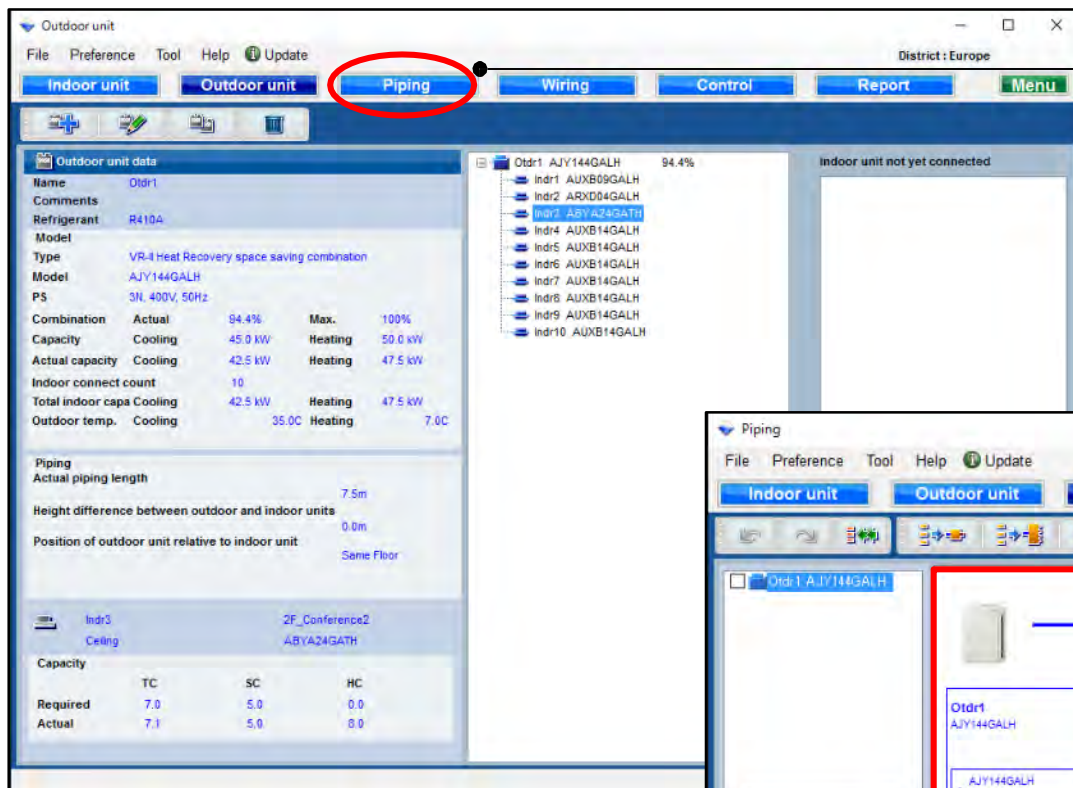 Outdoor unit
File Preference Tool Help Update
District : Europe
Indoor unit Outdoor unit Piping Wiring Control Report Menu
Outdoor unit data
Name Otdr1
Comments
Refrigerant R410A
Model
Type VR-II Heat Recovery space saving combination
Model AJY144GALH
PS 3N, 400V, 50Hz
Combination Actual 94.4% Max. 100%
Capacity Cooling 45.0 kW Heating 50.0 kW
Actual capacity Cooling 42.5 kW Heating 47.5 kW
Indoor connect count 10
Total indoor capa Cooling 42.5 kW Heating 47.5 kW
Outdoor temp. Cooling 35.0C Heating 7.0C
Piping
Actual piping length
7.5m
Height difference between outdoor and indoor units
0.0m
Position of outdoor unit relative to indoor unit
Same Floor
Indr3 2F_Conference2
Ceiling ABYA24GATH
Capacity
TC SC HC
Required 7.0 5.0 0.0
Actual 7.1 5.0 8.0
Otdr1 AJY144GALH 94.4%
Indr1 AUXB09GALH
Indr2 ARXD04GALH
Indr3 ABYA24GATH
Indr4 AUXB14GALH
Indr5 AUXB14GALH
Indr6 AUXB14GALH
Indr7 AUXB14GALH
Indr8 AUXB14GALH
Indr9 AUXB14GALH
Indr10 AUXB14GALH
Indoor unit not yet connected
Piping
File Preference Tool Help Update
Indoor unit Outdoor unit
Otdr1 AJY144GALH
Otdr1
AJY144GALH
AJY144GALH